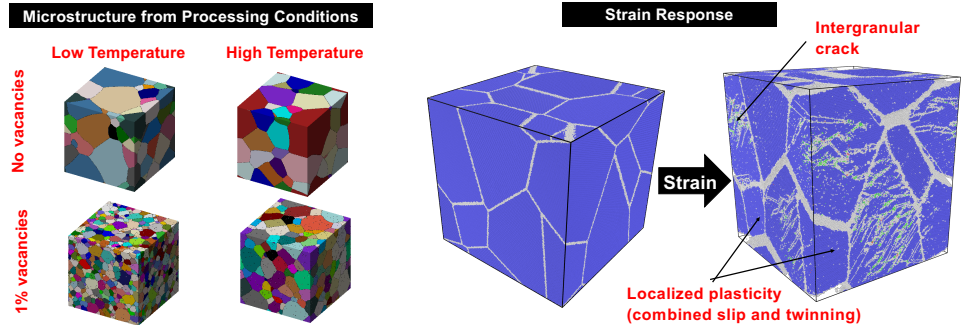 Microstructure from Processing Conditions
Low Temperature
High Temperature
No vacancies
1% vacancies
Strain Response
Intergranular
crack
Strain
Localized plasticity
(combined slip and twinning)